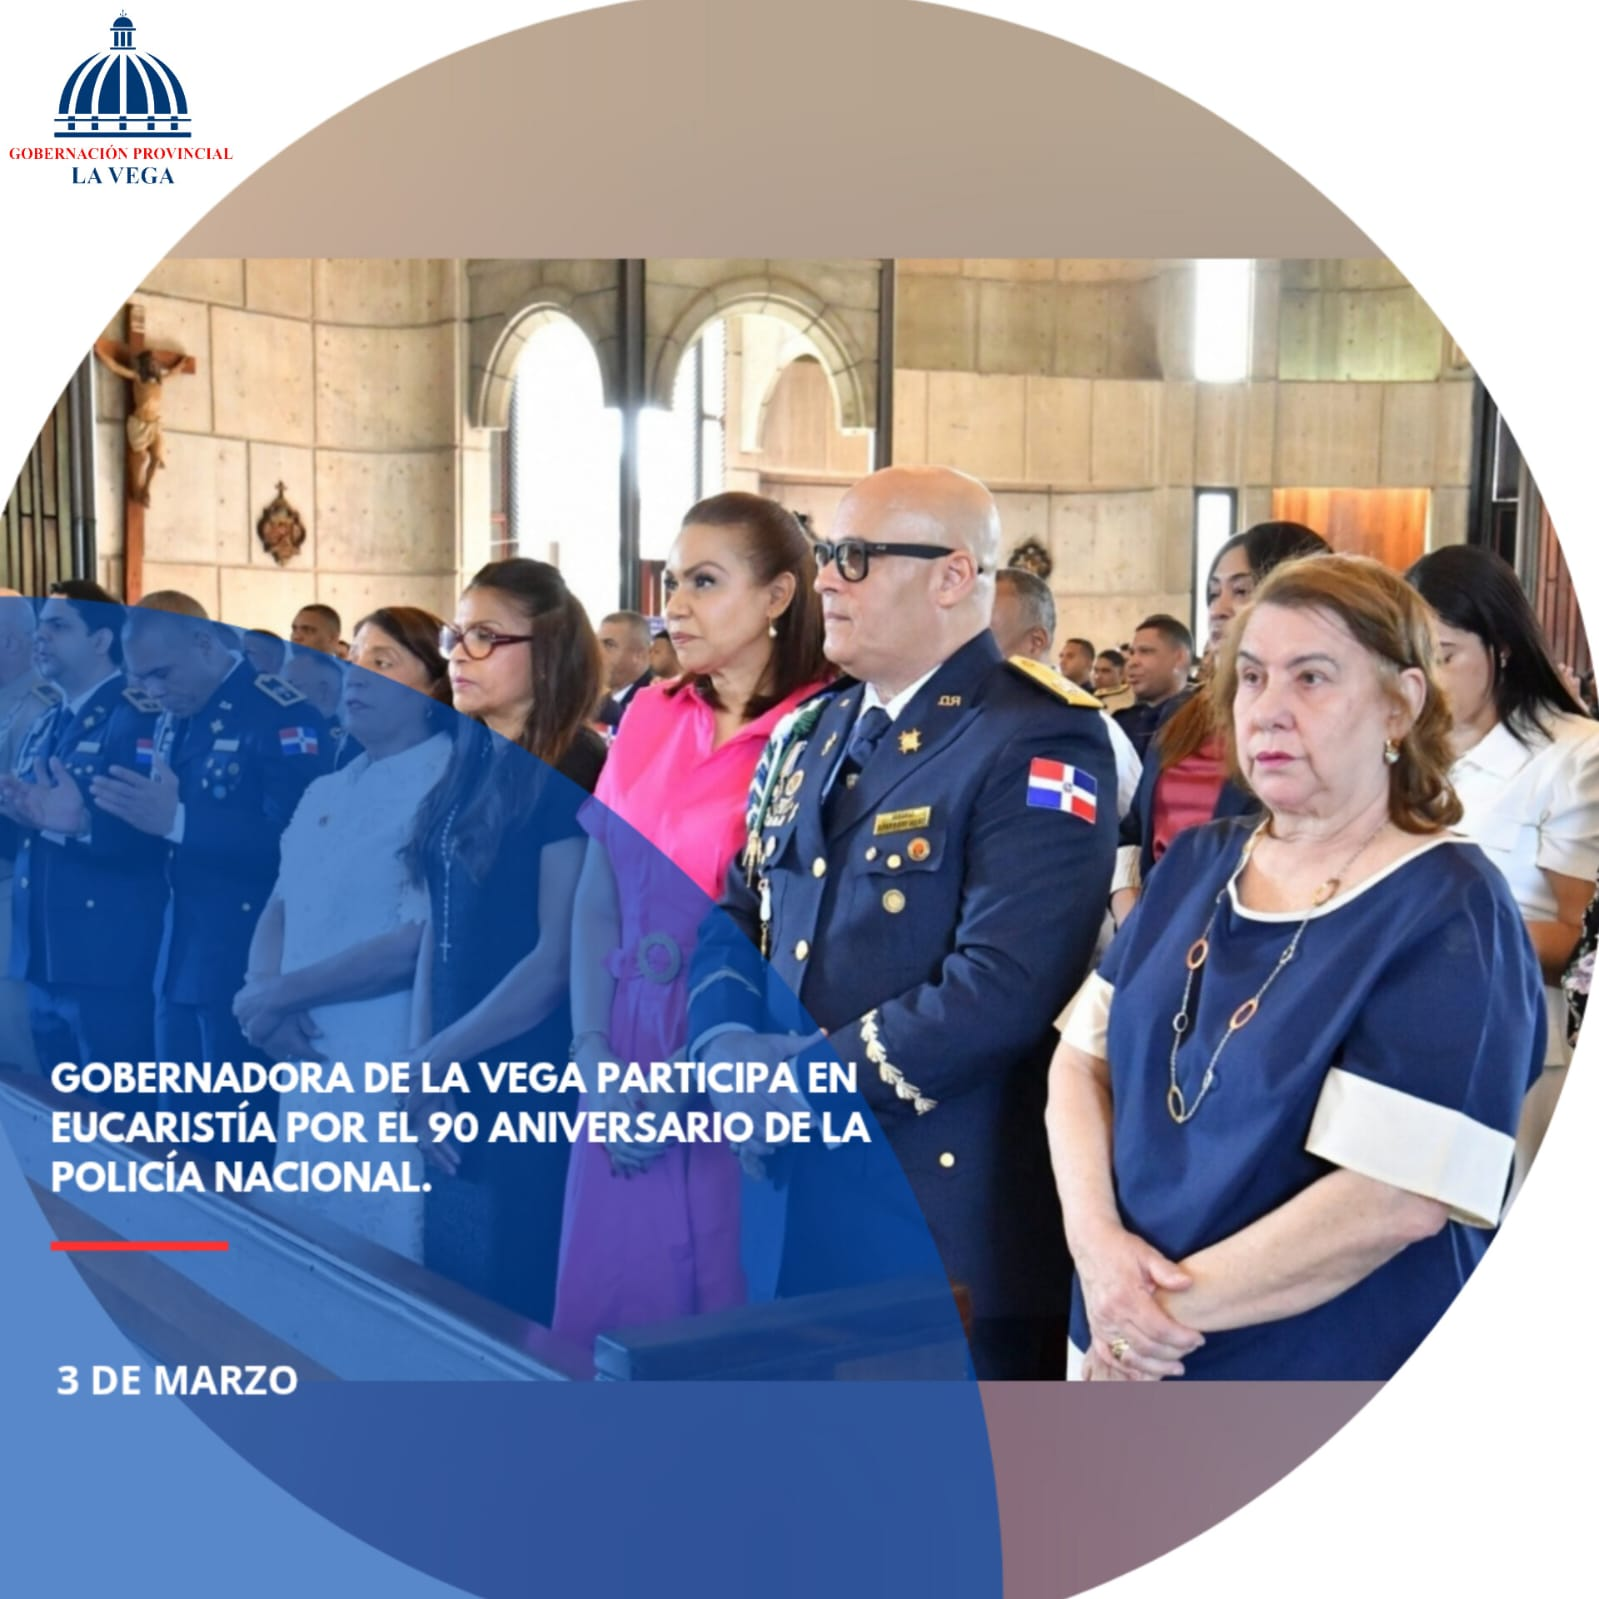 GOBERNACIÓN PROVINCIAL
LA VEGA
GOBERNADORA DE LA VEGA PARTICIPA EN
EUCARISTÍA POR EL 90 ANIVERSARIO DE LA
POLICÍA NACIONAL.
3 DE MARZO